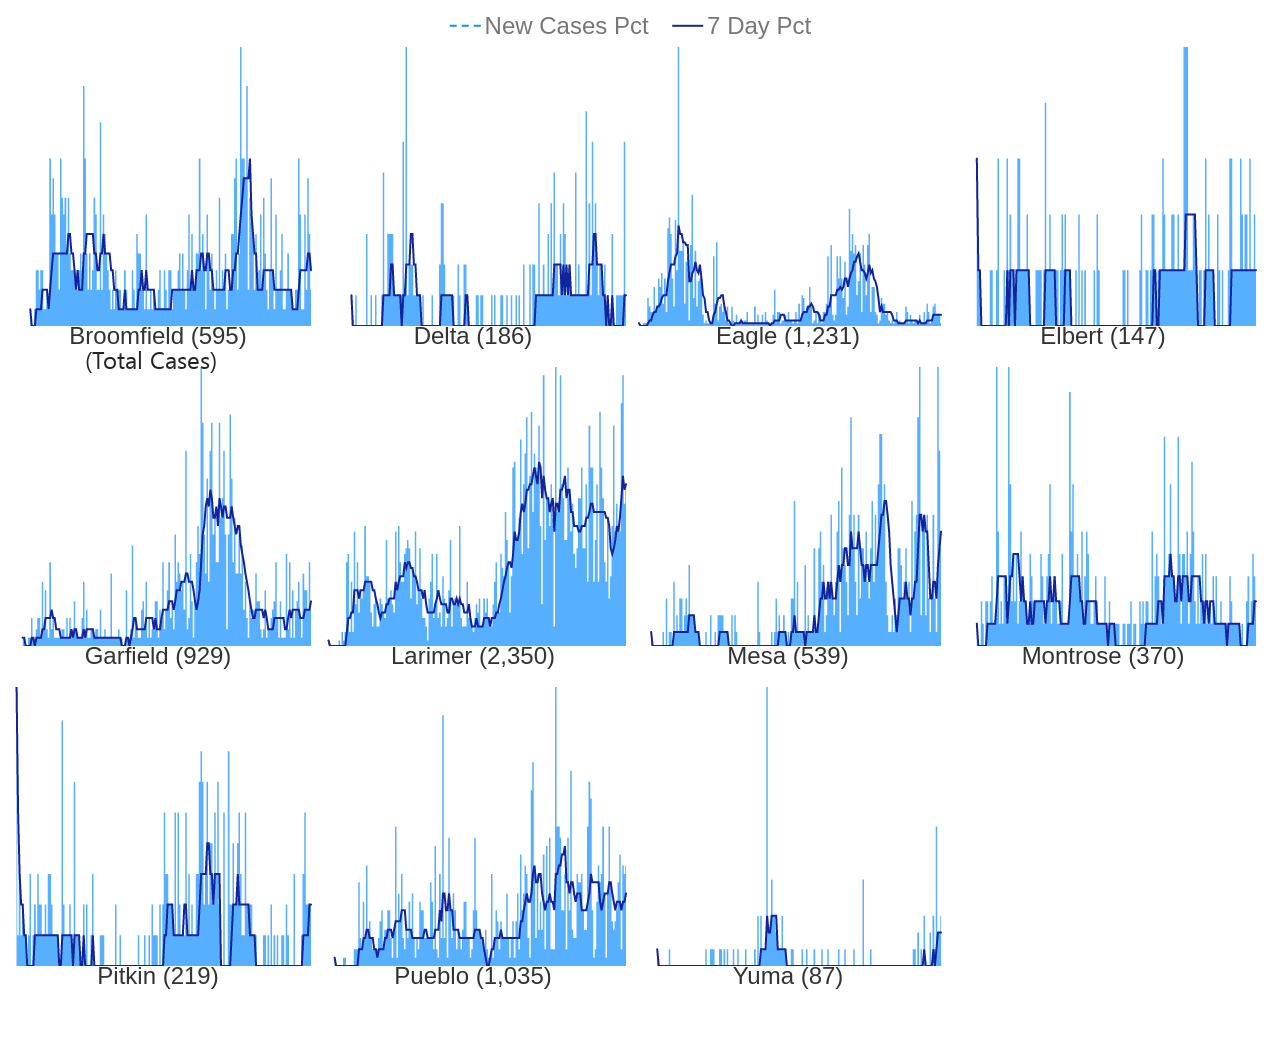 New Cases Pct 7 Day Pct
Broomfield (595) Delta (186) Eagle (1,231) Elbert (147)
(Total Cases)
Garfield (929) Larimer (2,350) Mesa (539) Montrose (370)
Pitkin (219) Pueblo (1,035) Yuma (87)